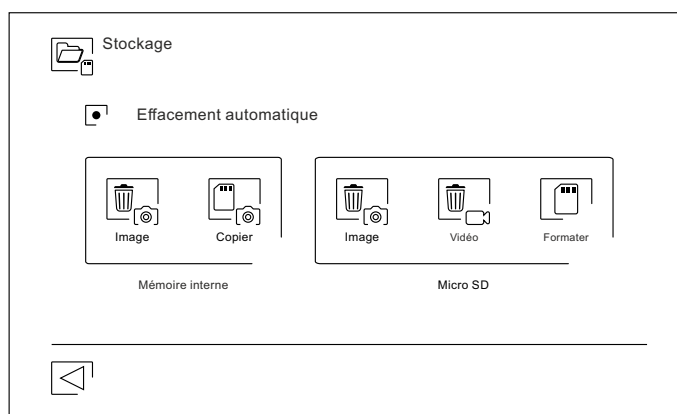 Stockage
Effacement automatique
Image Copier Image Vidéo Formater
Mémoire interne Micro SD